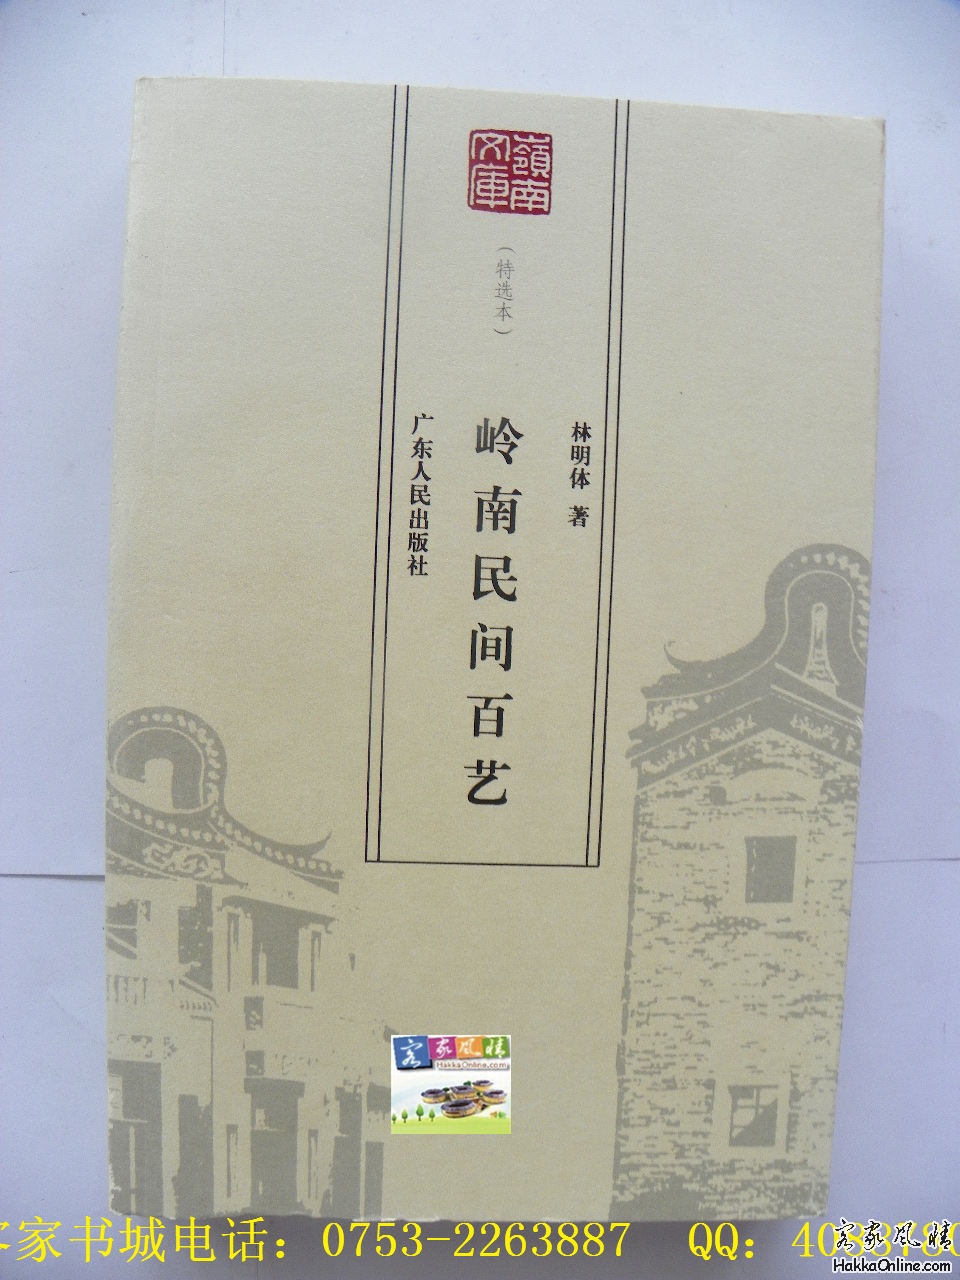 嶺南
文庫
（特选本）
林明体 著
岭南民间百艺
广东人民出版社
客家风情
HakkaOnline.com
客家书城电话：0753-2263887 QQ：
客家风情
HakkaOnline.com